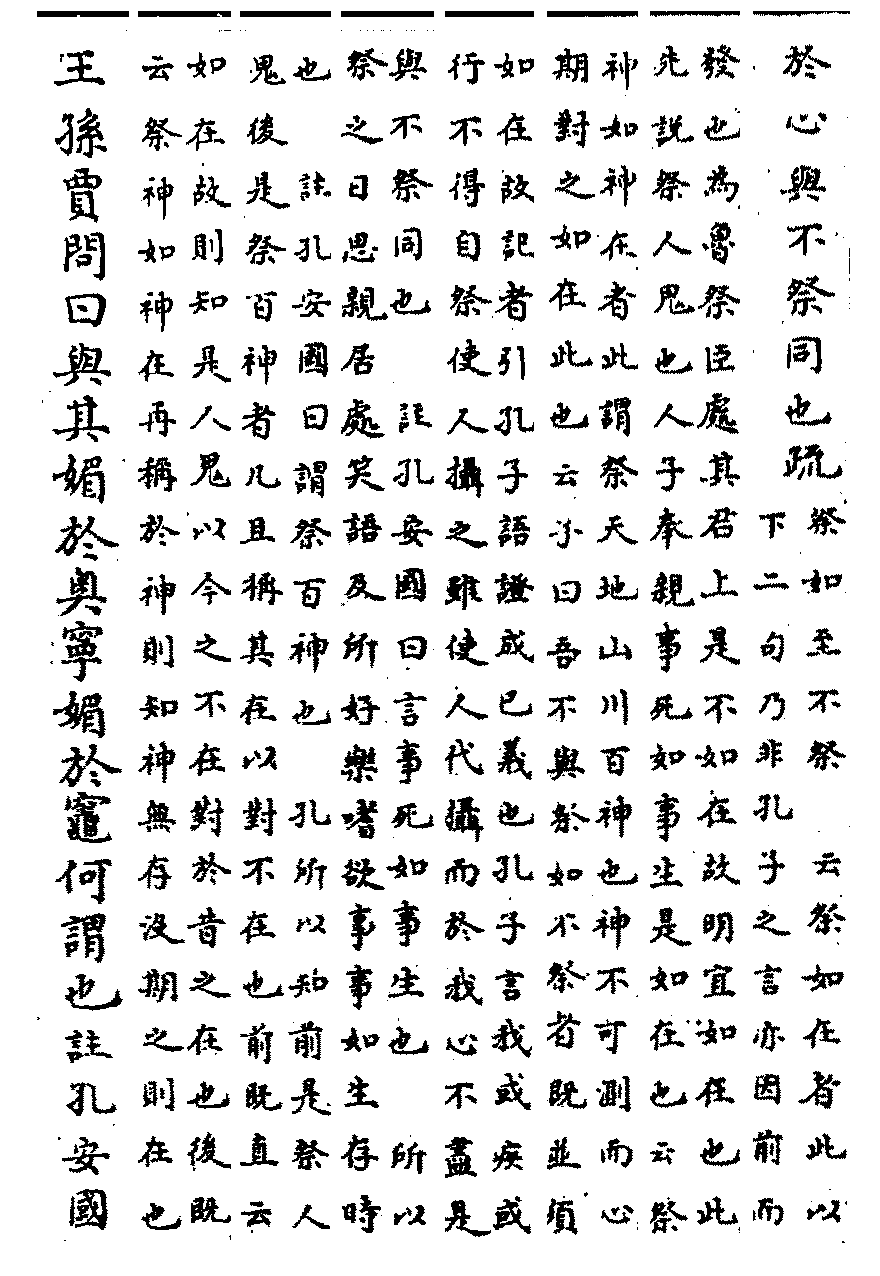 於心與不祭同也疏
祭如至不祭　云祭如在者此以
下二句乃非孔子之言亦因前而
發也為魯祭臣處其君上是不如在故明宜如在也此
先說祭人鬼也人子奉親事死如事生是如在也云祭
神如神在者此謂祭天地山川百神也神不可測而心
期對之如在此也云子曰吾不與祭如不祭者既並須
如在故記者引孔子語證成已義也孔子言我或疾或
行不得自祭使人攝之雖使人代攝而於我心不盡是
與不祭同也　註孔安國曰言事死如事生也　所以
祭之日思親居處笑語及所好樂嗜欲事事如生存時
也　註孔安國曰謂祭百神也　孔所以知前是祭人
鬼後是祭百神者凡且稱其在以對不在也前既直云
如在故則知是人鬼以今之不在對於昔之在也後既
云祭神如神在再稱於神則知神無存沒期之則在也
王孫賈問曰與其媚於奧寧媚於竈何謂也註孔安國